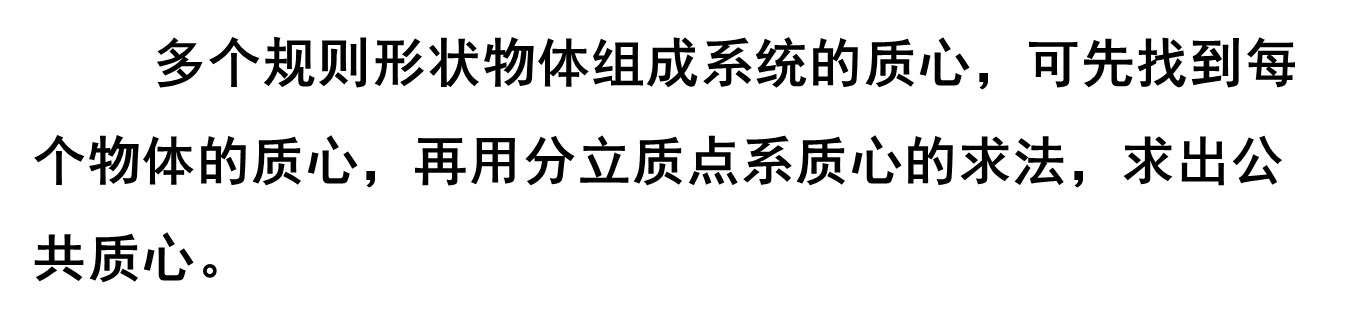 多个规则形状物体组成系统的质心，可先找到每
个物体的质心，再用分立质点系质心的求法，求出公
共质心。